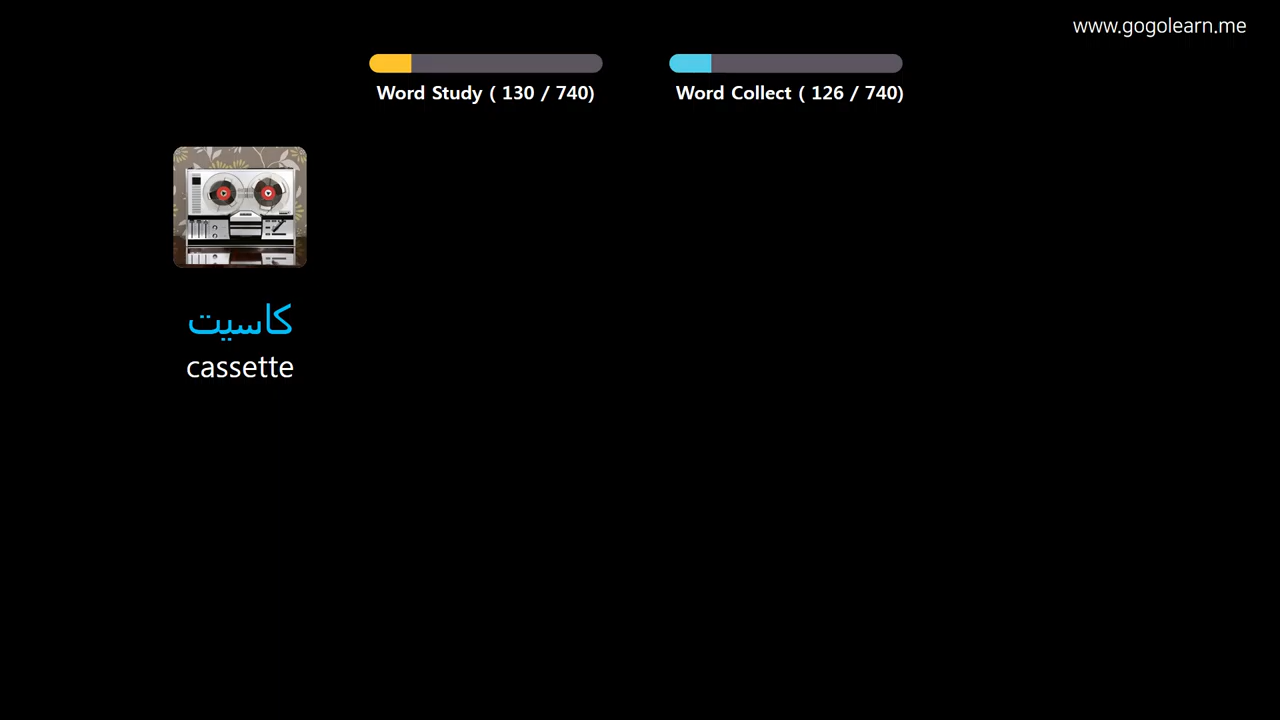 www.gogolearn.me
Word Study ( 130 / 740)
Word Collect ( 126 / 740)
كاسيت
cassette